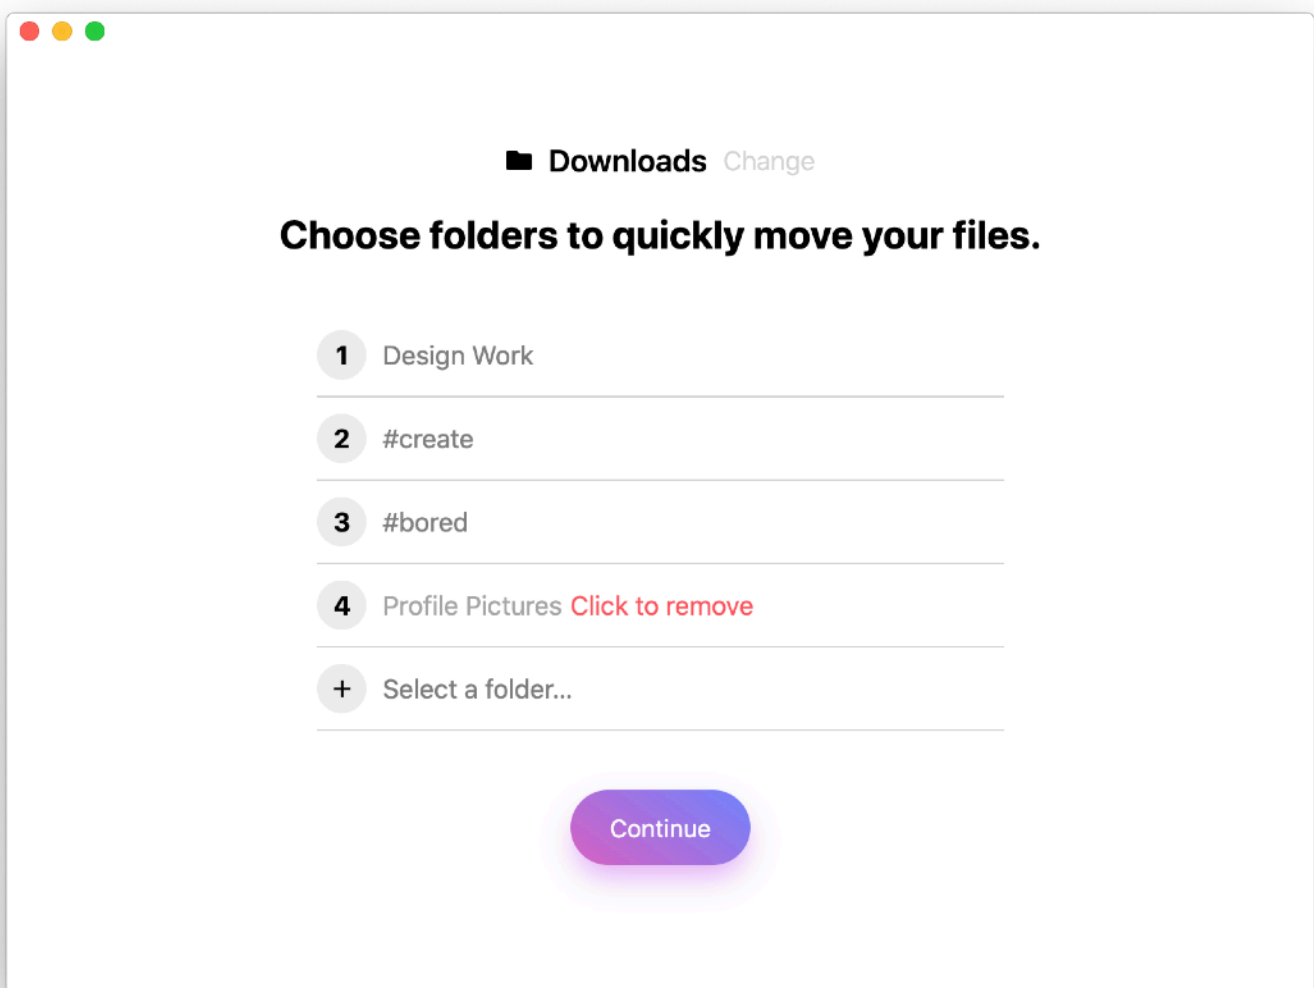 Downloads Change
Choose folders to quickly move your files.
1 Design Work
2 #create
3 #bored
4 Profile Pictures Click to remove
+ Select a folder...
Continue